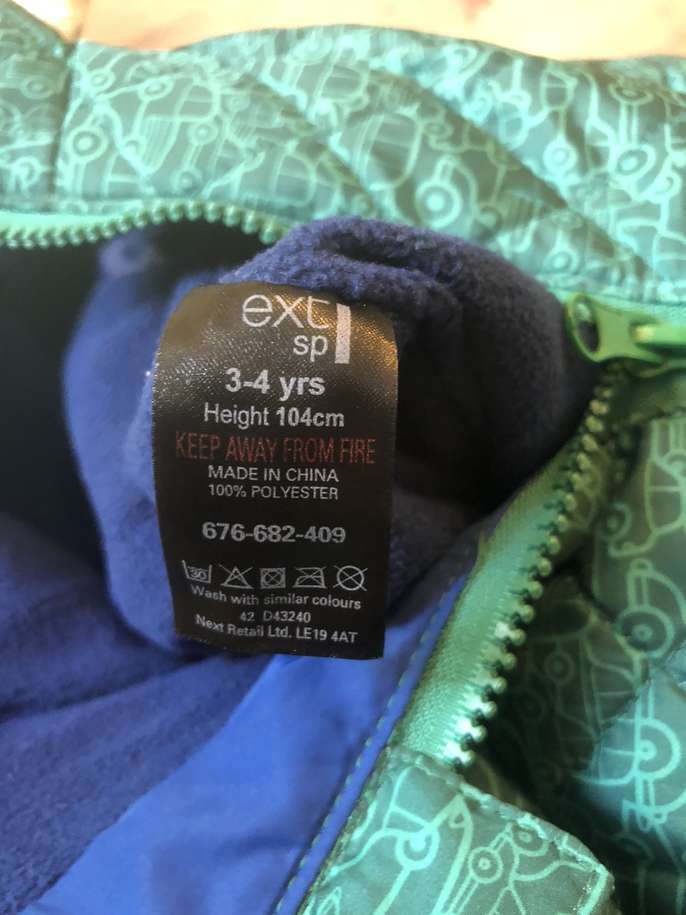 ext
sp
3-4 yrs
Height 104cm
KEEP AWAY FROM FIRE
MADE IN CHINA
100% POLYESTER
676-682-409
30
Wash with similar colours
42 D43240
Next Retail Ltd. LE19 4AT